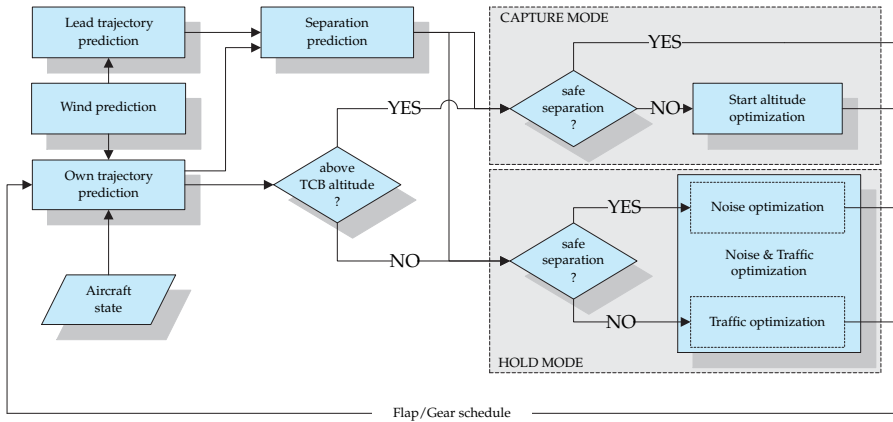 Lead trajectory
prediction
Separation
prediction
CAPTURE MODE
YES
safe
separation
?
NO
Start altitude
optimization
Wind prediction
YES
Own trajectory
prediction
above
TCB altitude
?
NO
Aircraft
state
YES
Noise optimization
safe
separation
?
Noise & Traffic
optimization
NO
Traffic optimization
HOLD MODE
Flap/Gear schedule